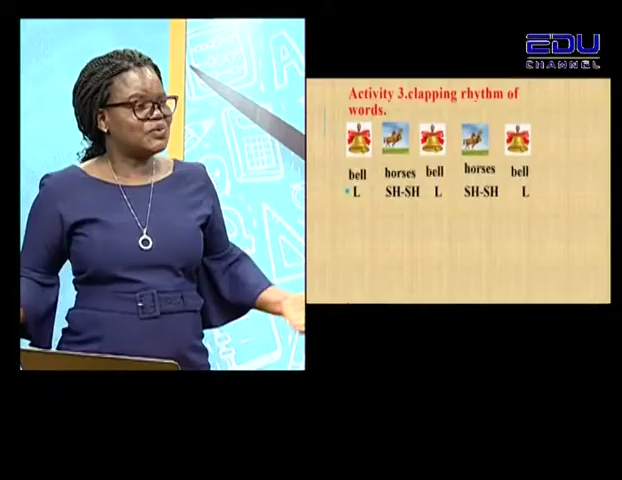 EDU
CHANNEL
Activity 3.clapping rhythm of
words.
bell horses bell horses bell
L SH-SH L SH-SH L